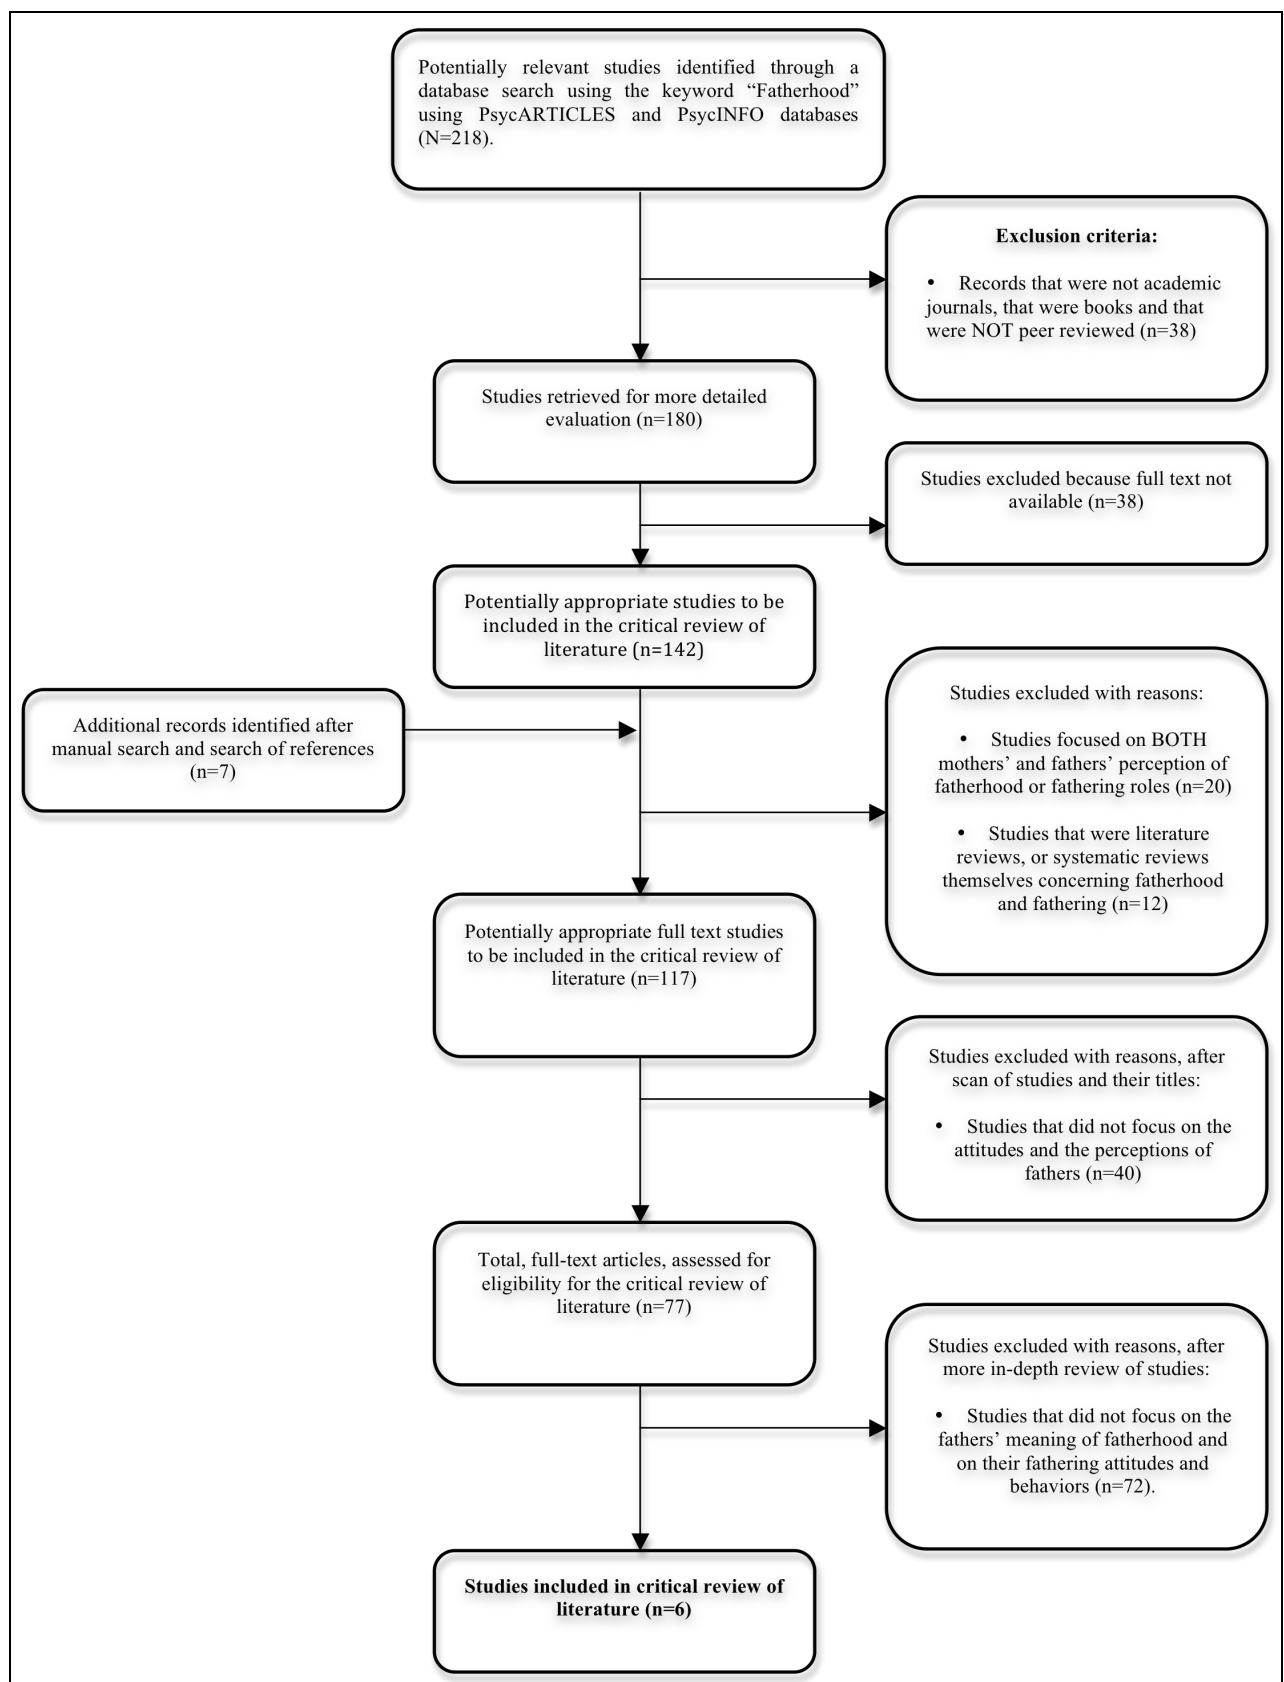 Potentially relevant studies identified through a
database search using the keyword “Fatherhood”
using PsycARTICLES and PsycINFO databases
(N=218).
Exclusion criteria:
• Records that were not academic
journals, that were books and that
were NOT peer reviewed (n=38)
Studies retrieved for more detailed
evaluation (n=180)
Studies excluded because full text not
available (n=38)
Potentially appropriate studies to be
included in the critical review of
literature (n=142)
Additional records identified after
manual search and search of references
(n=7)
Studies excluded with reasons:
• Studies focused on BOTH
mothers’ and fathers’ perception of
fatherhood or fathering roles (n=20)
• Studies that were literature
reviews, or systematic reviews
themselves concerning fatherhood
and fathering (n=12)
Potentially appropriate full text studies
to be included in the critical review of
literature (n=117)
Studies excluded with reasons, after
scan of studies and their titles:
• Studies that did not focus on the
attitudes and the perceptions of
fathers (n=40)
Total, full-text articles, assessed for
eligibility for the critical review of
literature (n=77)
Studies excluded with reasons, after
more in-depth review of studies:
• Studies that did not focus on the
fathers’ meaning of fatherhood and
on their fathering attitudes and
behaviors (n=72).
Studies included in critical review of
literature (n=6)